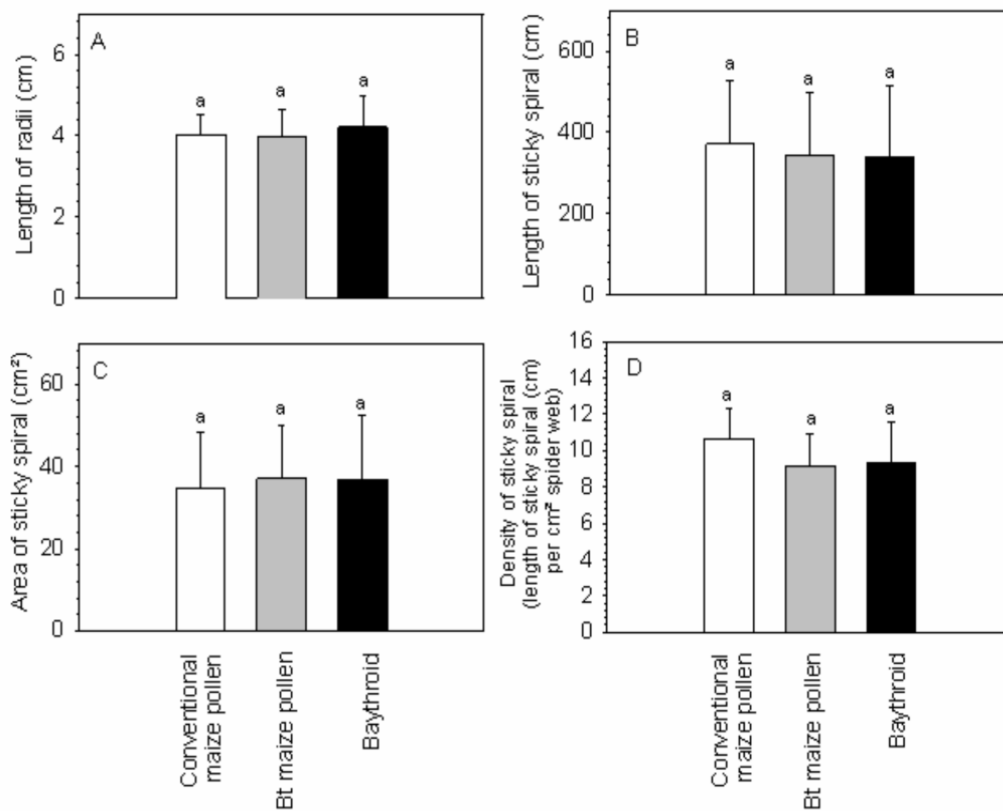 A
Length of radii (cm)
6
4
2
0
a
a
a
B
Length of sticky spiral (cm)
600
400
200
0
a
a
a
C
Area of sticky spiral (cm²)
60
40
20
0
a
a
a
Conventional
maize pollen
Bt maize pollen
Baythroid
D
Density of sticky spiral
(length of sticky spiral (cm)
per cm² spider web)
16
14
12
10
8
6
4
2
0
a
a
a
Conventional
maize pollen
Bt maize pollen
Baythroid